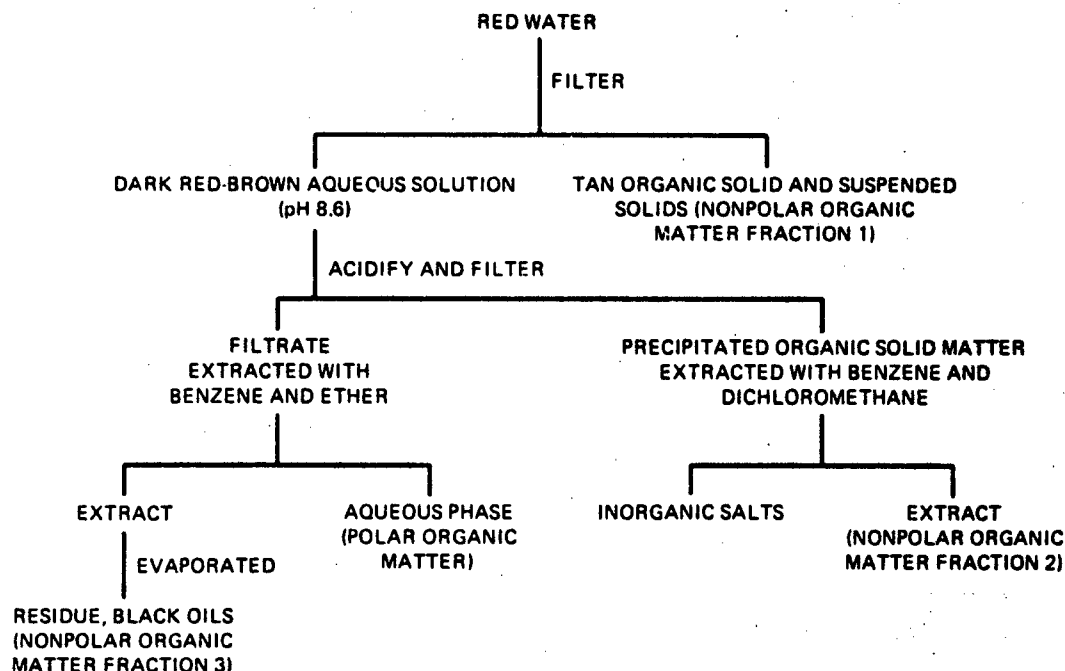 RED WATER
FILTER
DARK RED-BROWN AQUEOUS SOLUTION
(pH 8.6)
TAN ORGANIC SOLID AND SUSPENDED
SOLIDS (NONPOLAR ORGANIC
MATTER FRACTION 1)
ACIDIFY AND FILTER
FILTRATE
EXTRACTED WITH
BENZENE AND ETHER
PRECIPITATED ORGANIC SOLID MATTER
EXTRACTED WITH BENZENE AND
DICHLOROMETHANE
EXTRACT
AQUEOUS PHASE
(POLAR ORGANIC
MATTER)
INORGANIC SALTS
EXTRACT
(NONPOLAR ORGANIC
MATTER FRACTION 2)
EVAPORATED
RESIDUE, BLACK OILS
(NONPOLAR ORGANIC
MATTER FRACTION 3)